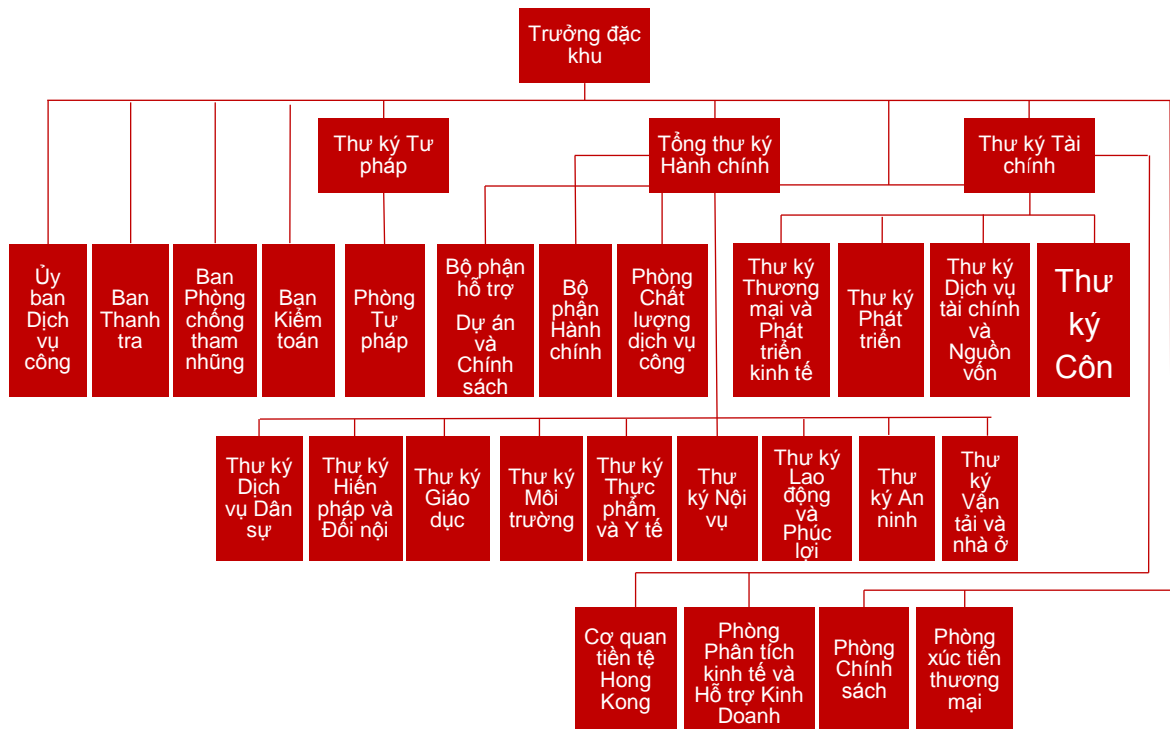 Trưởng đặc
khu
Thư ký Tư
pháp
Tổng thư ký
Hành chính
Thư ký Tài
chính
Ủy
ban
Dịch
vụ
công
Ban
Thanh
tra
Ban
Phòng
chống
tham
nhũng
Ban
Kiểm
toán
Phòng
Tư
pháp
Bộ phận
hỗ trợ
Dự án
và
Chính
sách
Bộ
phận
Hành
chính
Phòng
Chất
lượng
dịch vụ
công
Thư ký
Thương
mại và
Phát
triển
kinh tế
Thư ký
Phát
triển
Thư ký
Dịch vụ
tài chính
và
Nguồn
vốn
Thư
ký
Côn
Thư ký
Dịch
vụ Dân
sự
Thư ký
Hiến
pháp và
Đối nội
Thư ký
Giáo
dục
Thư ký
Môi
trường
Thư ký
Thực
phẩm
và Y tế
Thư
ký Nội
vụ
Thư ký
Lao
động
và
Phúc
lợi
Thư
ký An
ninh
Thư
ký
Vận
tải và
nhà ở
Cơ quan
tiền tệ
Hong
Kong
Phòng
Phân tích
kinh tế và
Hỗ trợ Kinh
Doanh
Phòng
Chính
sách
Phòng
xúc tiến
thương
mại